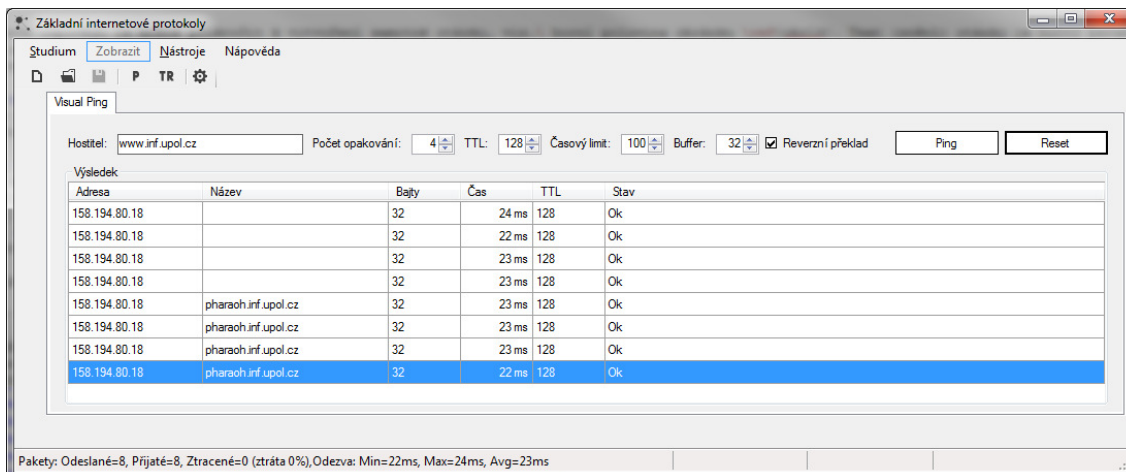 Základní internetové protokoly
Studium Zobrazit Nástroje Nápověda
P TR
Visual Ping
Hostitel: www.inf.upol.cz Počet opakování: 4 TTL: 128 Časový limit: 100 Buffer: 32 Reverzní překlad Ping Reset
Výsledek
Adresa Název Bajty Čas TTL Stav
158.194.80.18 32 24 ms 128 Ok
158.194.80.18 32 22 ms 128 Ok
158.194.80.18 32 23 ms 128 Ok
158.194.80.18 32 23 ms 128 Ok
158.194.80.18 pharaoh.inf.upol.cz 32 23 ms 128 Ok
158.194.80.18 pharaoh.inf.upol.cz 32 23 ms 128 Ok
158.194.80.18 pharaoh.inf.upol.cz 32 23 ms 128 Ok
158.194.80.18 pharaoh.inf.upol.cz 32 22 ms 128 Ok
Pakety: Odeslané=8, Přijaté=8, Ztracené=0 (ztráta 0%),Odezva: Min=22ms, Max=24ms, Avg=23ms